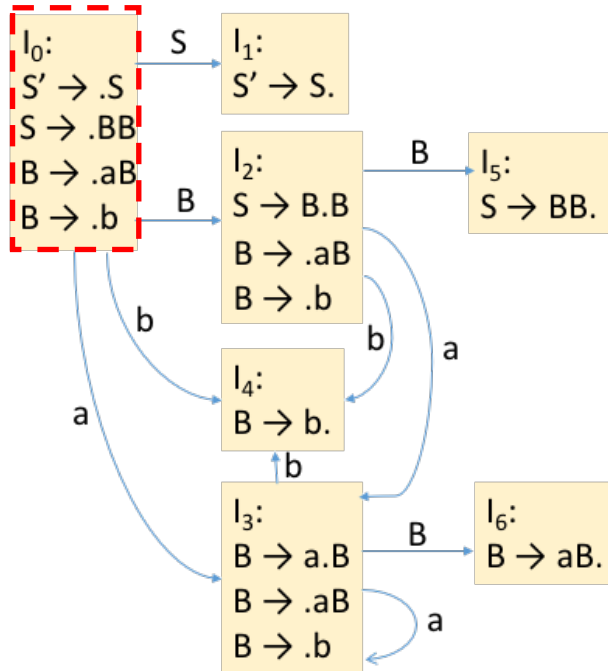 I₀:
S’ → .S
S → .BB
B → .aB
B → .b
S
I₁:
S’ → S.
B
I₂:
S → B.B
B → .aB
B → .b
B
I₅:
S → BB.
b
b
a
a
I₄:
B → b.
b
I₃:
B → a.B
B → .aB
B → .b
B
a
I₆:
B → aB.